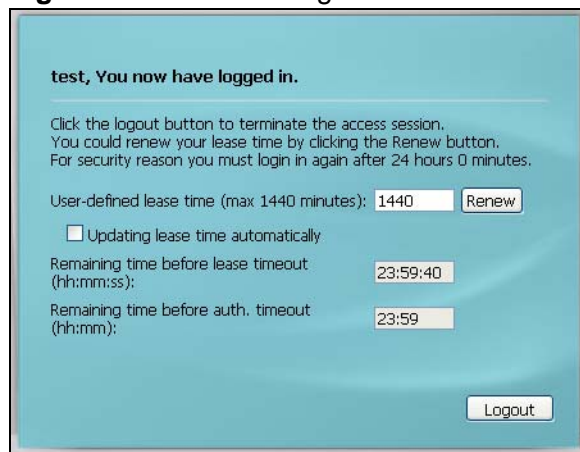 test, You now have logged in.
Click the logout button to terminate the access session.
You could renew your lease time by clicking the Renew button.
For security reason you must login in again after 24 hours 0 minutes.
User-defined lease time (max 1440 minutes): 1440 Renew
Updating lease time automatically
Remaining time before lease timeout
(hh:mm:ss): 23:59:40
Remaining time before auth. timeout
(hh:mm): 23:59
Logout